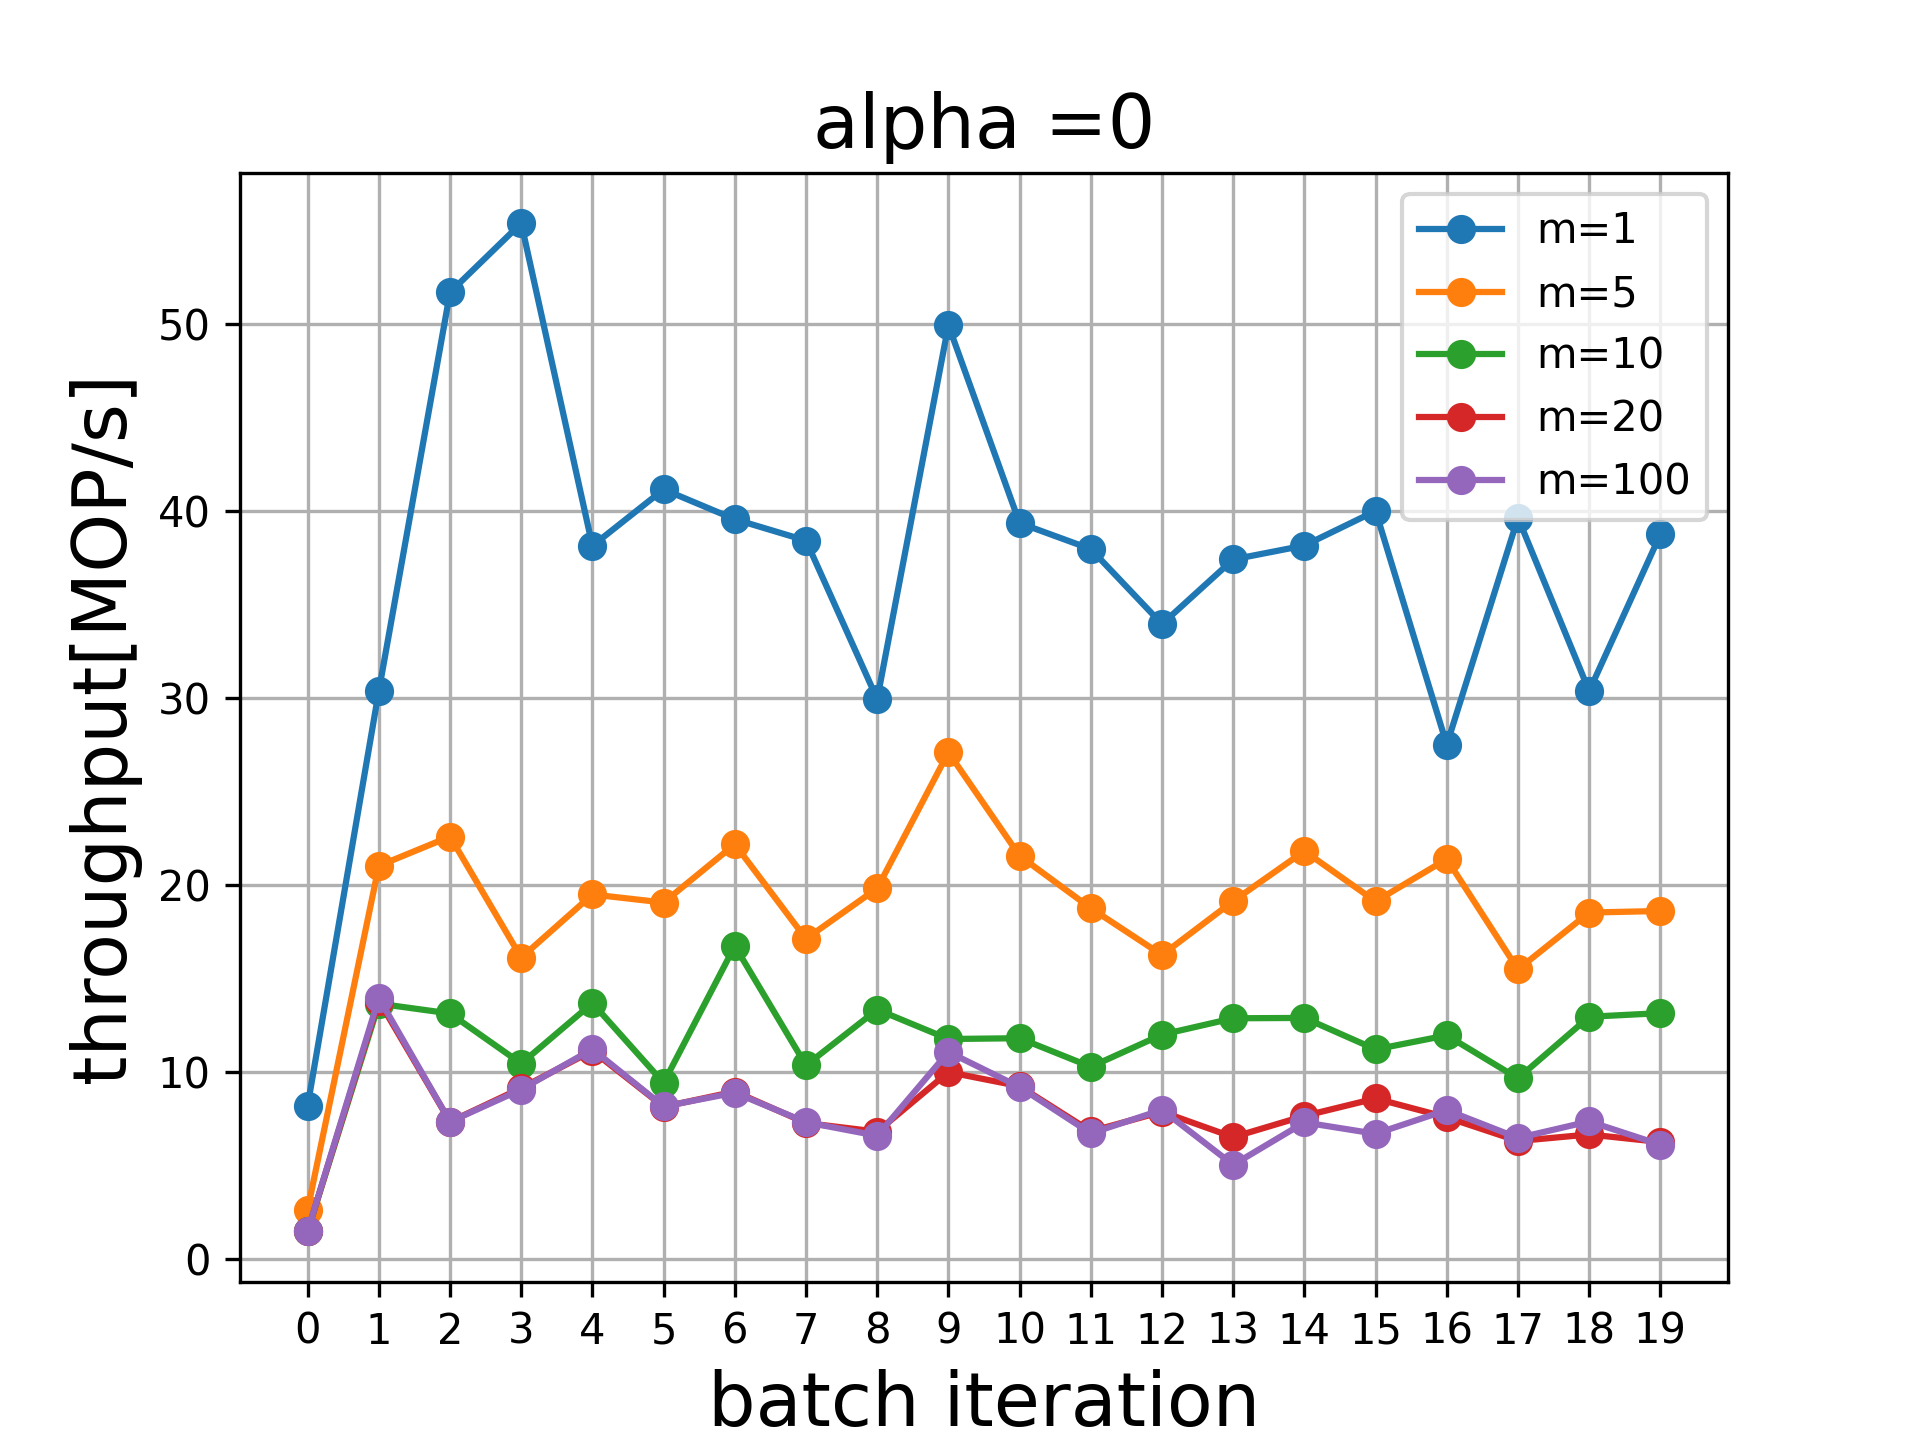 alpha =0
throughput[MOP/s]
50
40
30
20
10
0
m=1
m=5
m=10
m=20
m=100
0 1 2 3 4 5 6 7 8 9 10 11 12 13 14 15 16 17 18 19
batch iteration